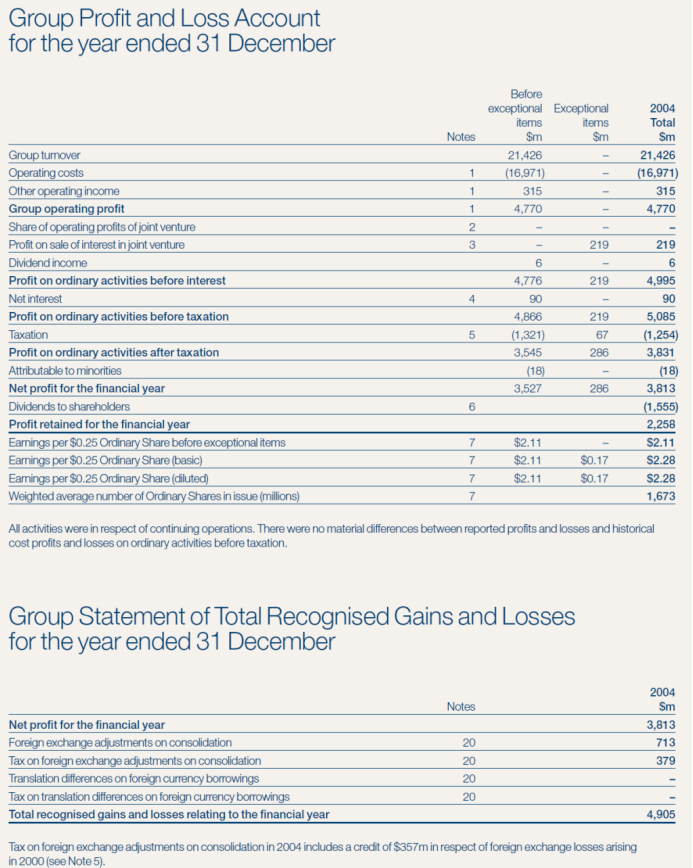 Group Profit and Loss Account
for the year ended 31 December
Before
exceptional Exceptional 2004
items items Total
Notes $m $m $m
Group turnover 21,426 – 21,426
Operating costs 1 (16,971) – (16,971)
Other operating income 1 315 – 315
Group operating profit 1 4,770 – 4,770
Share of operating profits of joint venture 2 – – –
Profit on sale of interest in joint venture 3 – 219 219
Dividend income 6 – 6
Profit on ordinary activities before interest 4,776 219 4,995
Net interest 4 90 – 90
Profit on ordinary activities before taxation 4,866 219 5,085
Taxation 5 (1,321) 67 (1,254)
Profit on ordinary activities after taxation 3,545 286 3,831
Attributable to minorities (18) – (18)
Net profit for the financial year 3,527 286 3,813
Dividends to shareholders 6 (1,555)
Profit retained for the financial year 2,258
Earnings per $0.25 Ordinary Share before exceptional items 7 $2.11 – $2.11
Earnings per $0.25 Ordinary Share (basic) 7 $2.11 $0.17 $2.28
Earnings per $0.25 Ordinary Share (diluted) 7 $2.11 $0.17 $2.28
Weighted average number of Ordinary Shares in issue (millions) 7 1,673
All activities were in respect of continuing operations. There were no material differences between reported profits and losses and historical
cost profits and losses on ordinary activities before taxation.
Group Statement of Total Recognised Gains and Losses
for the year ended 31 December
2004
Notes $m
Net profit for the financial year 3,813
Foreign exchange adjustments on consolidation 20 713
Tax on foreign exchange adjustments on consolidation 20 379
Translation differences on foreign currency borrowings 20 –
Tax on translation differences on foreign currency borrowings 20 –
Total recognised gains and losses relating to the financial year 4,905
Tax on foreign exchange adjustments on consolidation in 2004 includes a credit of $357m in respect of foreign exchange losses arising
in 2000 (see Note 5).